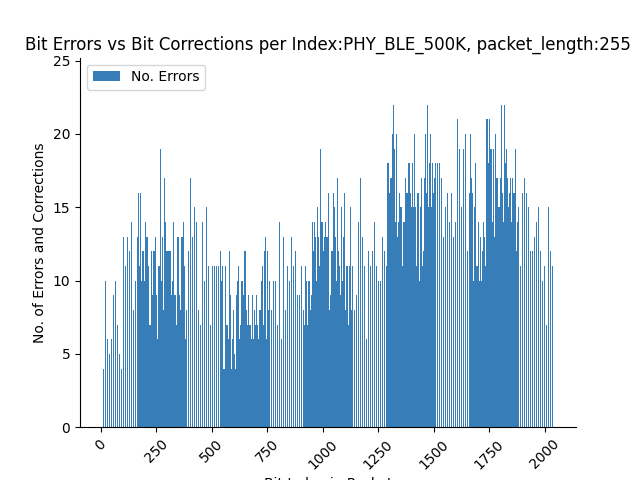 Bit Errors vs Bit Corrections per Index:PHY_BLE_500K, packet_length:255
No. Errors
No. of Errors and Corrections
25
20
15
10
5
0
0 250 500 750 1000 1250 1500 1750 2000